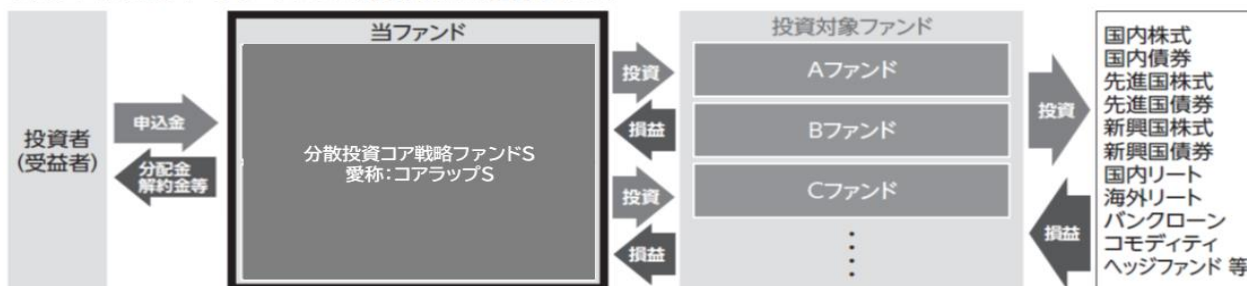 投資者
(受益者)
申込金
分配金
解約金等
当ファンド
分散投資コア戦略ファンドS
愛称：コアラップS
投資
損益
投資
損益
投資対象ファンド
Aファンド
Bファンド
Cファンド
投資
損益
国内株式
国内債券
先進国株式
先進国債券
新興国株式
新興国債券
国内リート
海外リート
バンクローン
コモディティ
ヘッジファンド 等